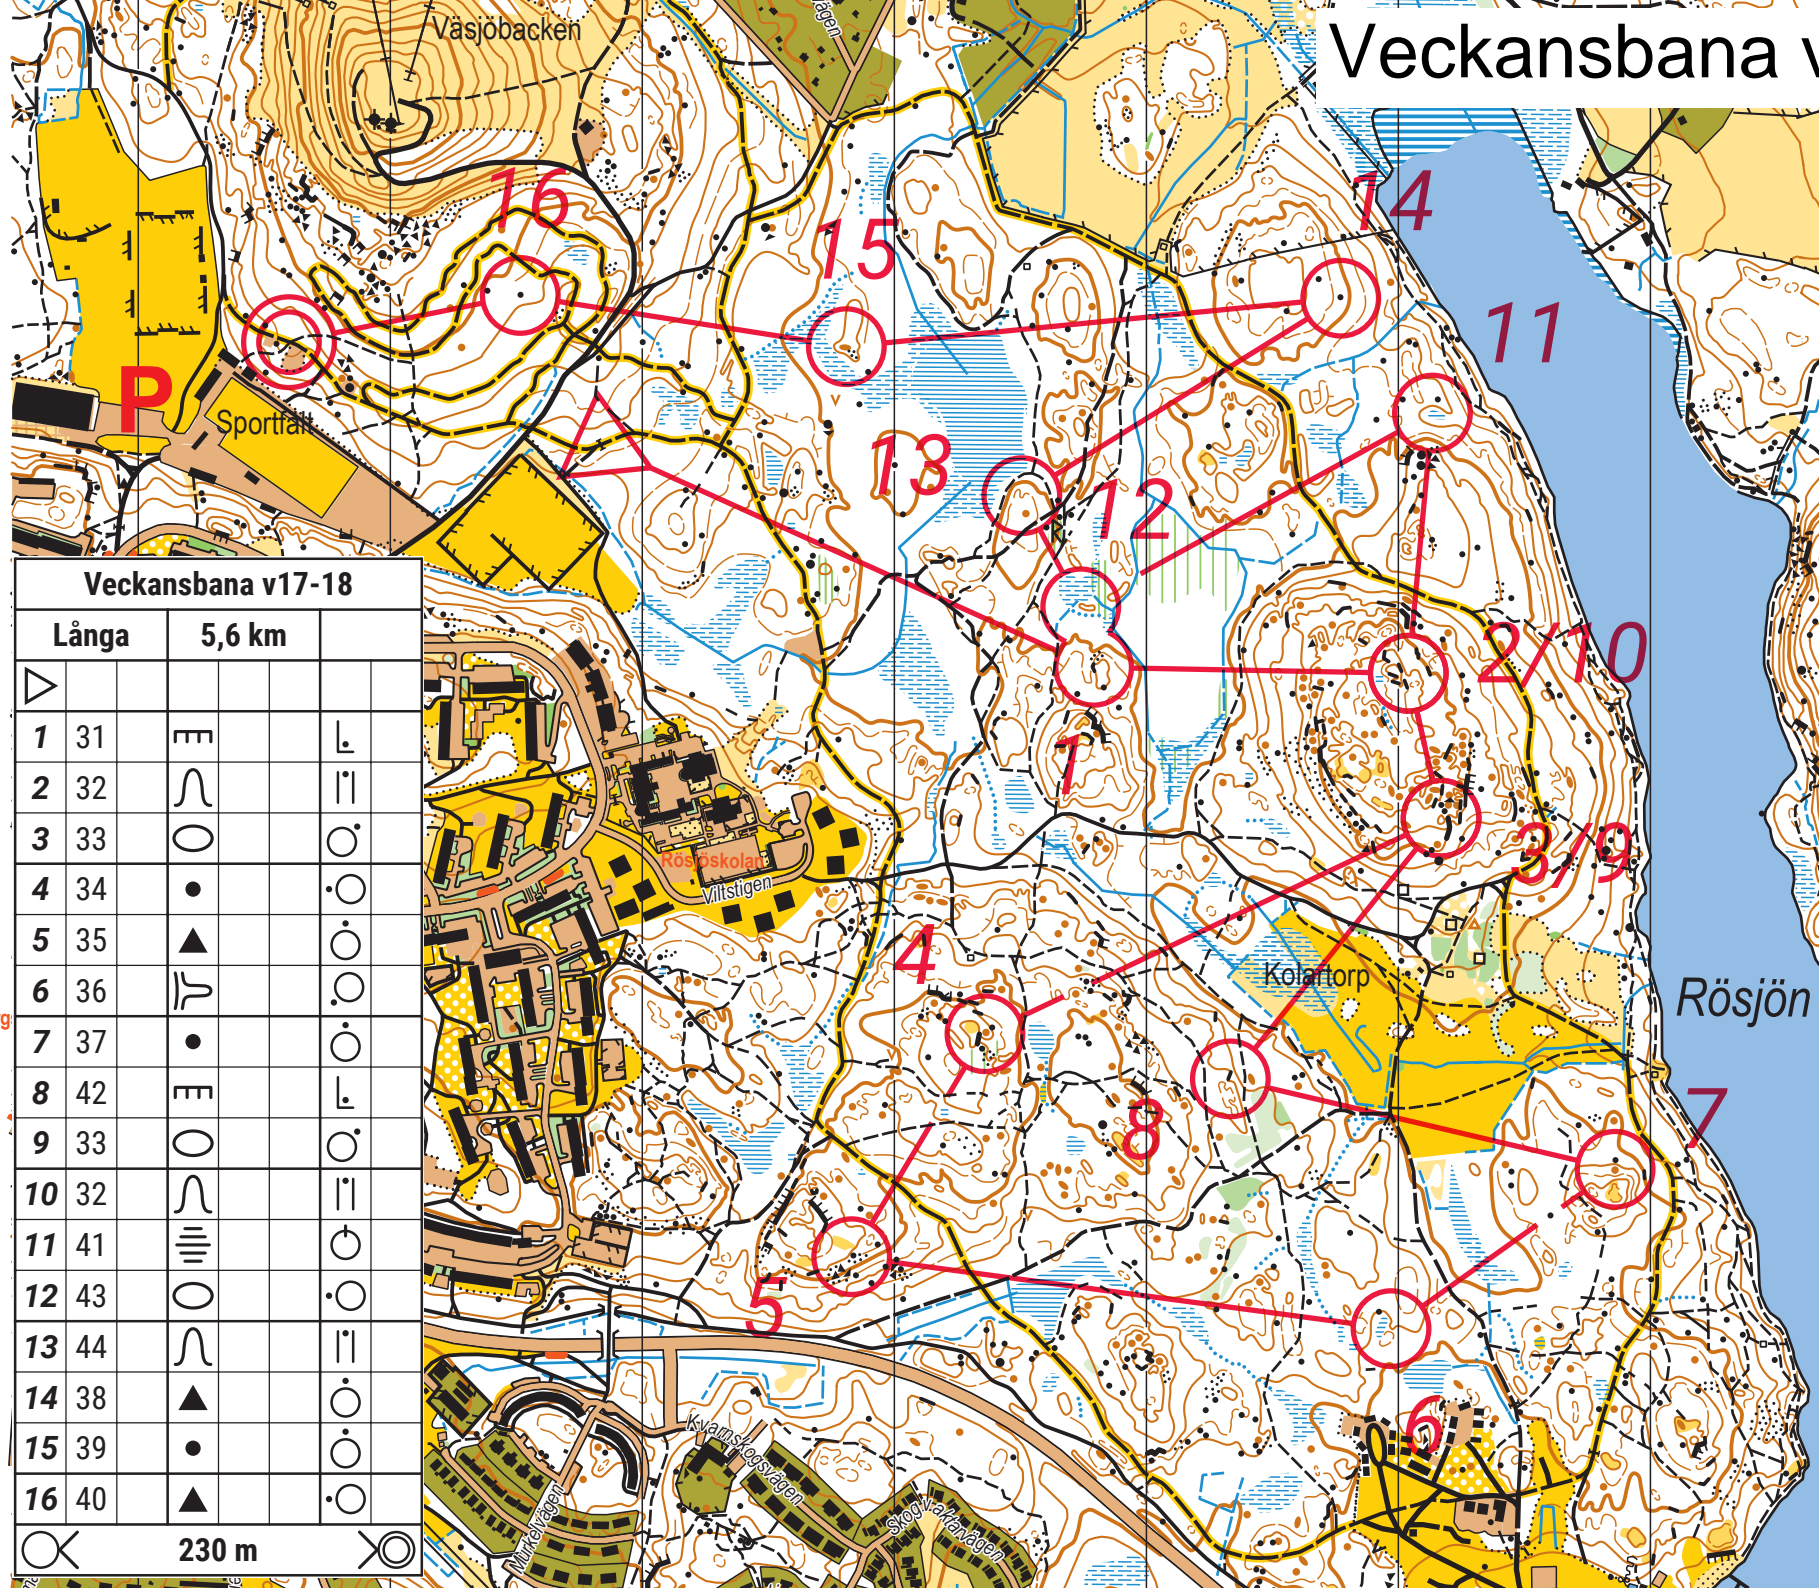 Väsjöbacken
vägen
Veckansbana v
16
14
15
11
P
Sportfält
13
12
2/10
1
Veckansbana v17-18
Långa 5,6 km
1 31
2 32
3 33
4 34
5 35
6 36
7 37
8 42
9 33
10 32
11 41
12 43
13 44
14 38
15 39
16 40
230 m
Rösjöskolan
Viltstigen
3/9
4
Kolartorp
Rösjön
8
7
5
6
Kvarnskogsvägen
Murkelvägen
Skogvaktarvägen